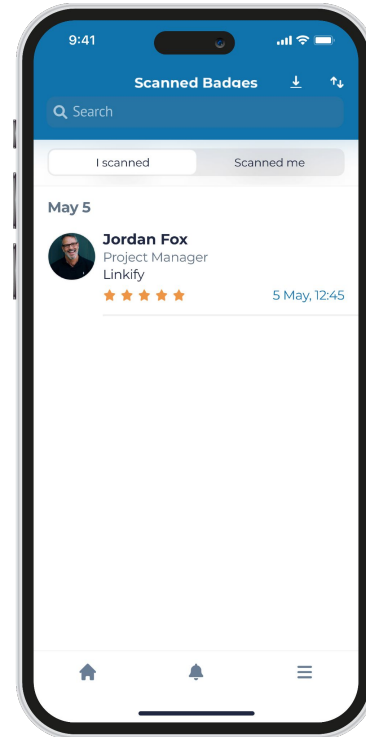 9:41
Scanned Badges
Search
I scanned
Scanned me
May 5
Jordan Fox
Project Manager
Linkify
5 May, 12:45